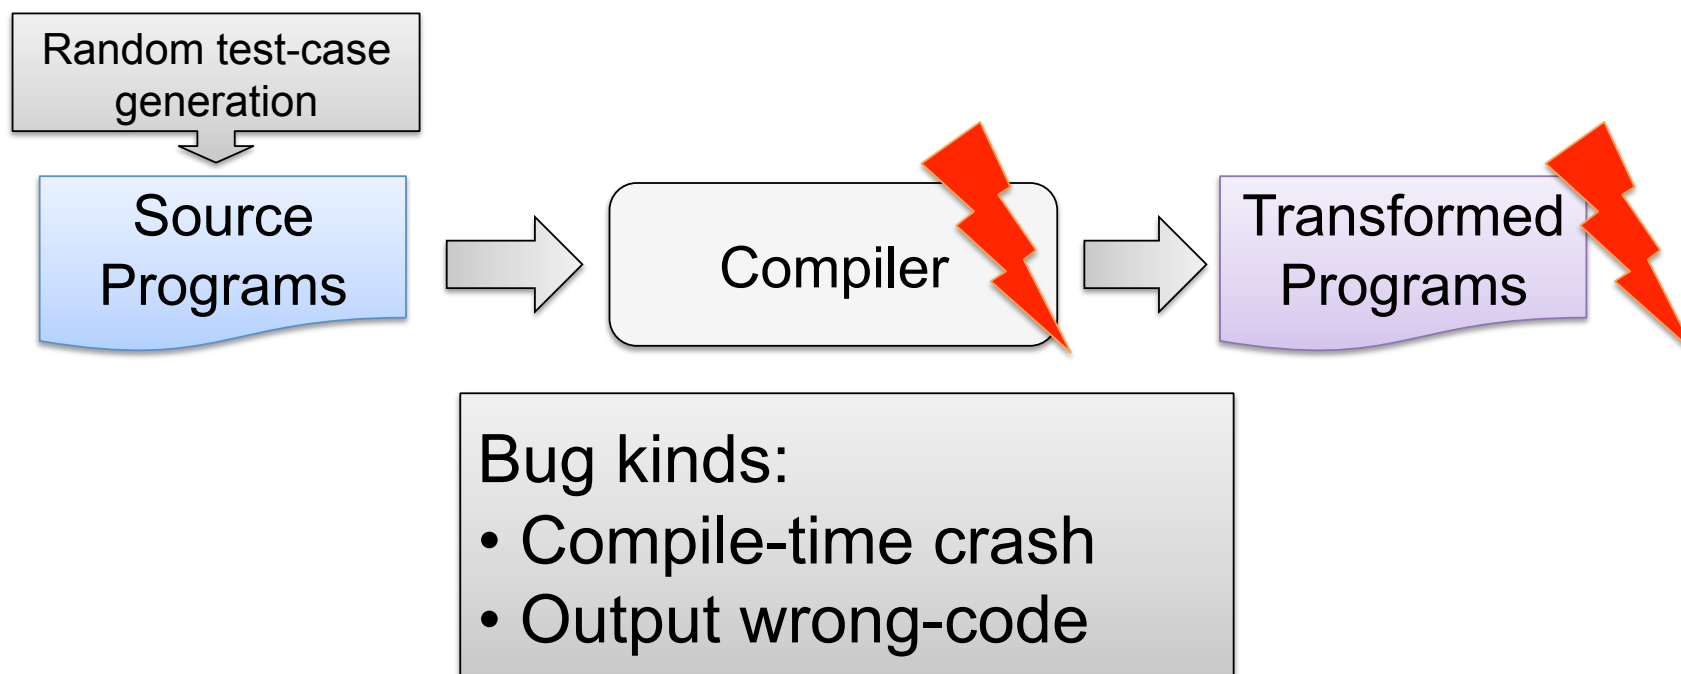 Random test-case
generation
Source
Programs
Compiler
Transformed
Programs
Bug kinds:
• Compile-time crash
• Output wrong-code